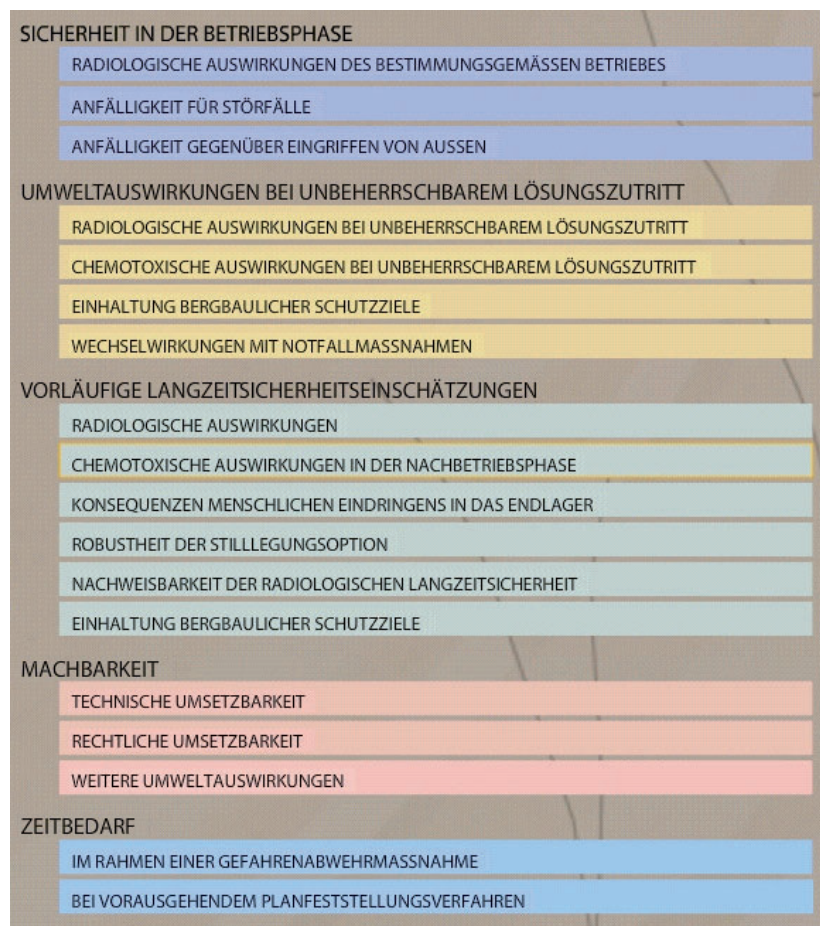 SICHERHEIT IN DER BETRIEBSPHASE
RADIOLOGISCHE AUSWIRKUNGEN DES BESTIMMUNGSGEMÄSSEN BETRIEBES
ANFÄLLIGKEIT FÜR STÖRFÄLLE
ANFÄLLIGKEIT GEGENÜBER EINGRIFFEN VON AUSSEN
UMWELTAUSWIRKUNGEN BEI UNBEHERRSCHBAREM LÖSUNGSZUTRITT
RADIOLOGISCHE AUSWIRKUNGEN BEI UNBEHERRSCHBAREM LÖSUNGSZUTRITT
CHEMOTOXISCHE AUSWIRKUNGEN BEI UNBEHERRSCHBAREM LÖSUNGSZUTRITT
EINHALTUNG BERGBAULICHER SCHUTZZIELE
WECHSELWIRKUNGEN MIT NOTFALLMASSNAHMEN
VORLÄUFIGE LANGZEITSICHERHEITSEINSCHÄTZUNGEN
RADIOLOGISCHE AUSWIRKUNGEN
CHEMOTOXISCHE AUSWIRKUNGEN IN DER NACHBETRIEBSPHASE
KONSEQUENZEN MENSCHLICHEN EINDRINGENS IN DAS ENDLAGER
ROBUSTHEIT DER STILLLEGUNGSOPTION
NACHWEISBARKEIT DER RADIOLOGISCHEN LANGZEITSICHERHEIT
EINHALTUNG BERGBAULICHER SCHUTZZIELE
MACHBARKEIT
TECHNISCHE UMSETZBARKEIT
RECHTLICHE UMSETZBARKEIT
WEITERE UMWELTAUSWIRKUNGEN
ZEITBEDARF
IM RAHMEN EINER GEFAHRENABWEHRMASSNAHME
BEI VORAUSGEHENDEM PLANFESTSTELLUNGSVERFAHREN